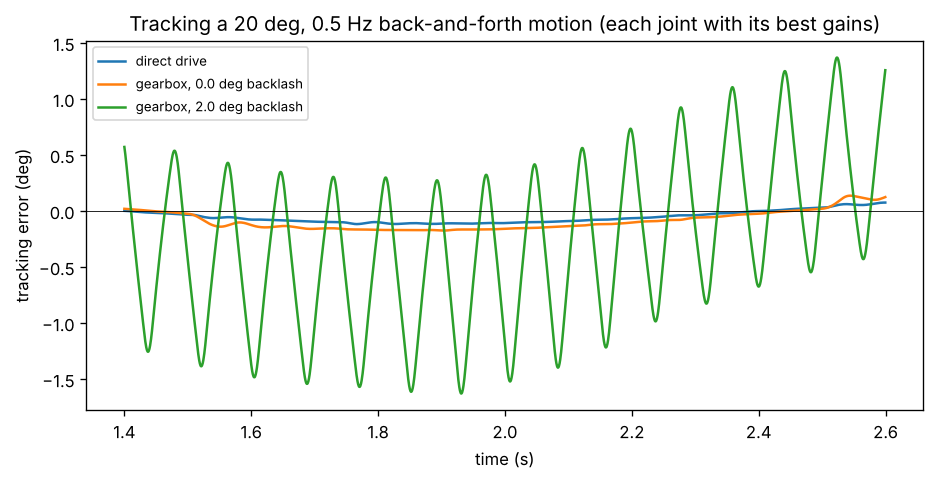 Tracking a 20 deg, 0.5 Hz back-and-forth motion (each joint with its best gains)
direct drive
gearbox, 0.0 deg backlash
gearbox, 2.0 deg backlash
tracking error (deg)
1.5
1.0
0.5
0.0
−0.5
−1.0
−1.5
1.4 1.6 1.8 2.0 2.2 2.4 2.6
time (s)